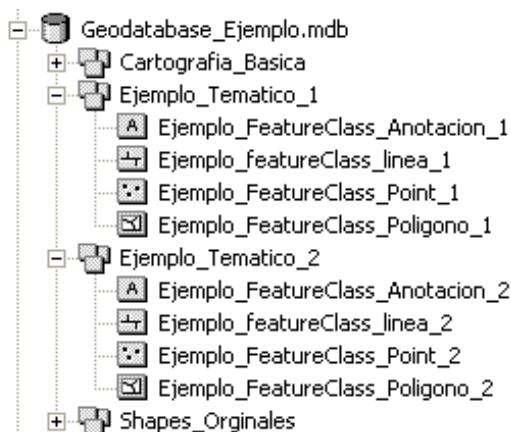 Geodatabase_Ejemplo.mdb
Cartografia_Basica
Ejemplo_Tematico_1
A Ejemplo_FeatureClass_Anotacion_1
Ejemplo_featureClass_linea_1
Ejemplo_FeatureClass_Point_1
Ejemplo_FeatureClass_Poligono_1
Ejemplo_Tematico_2
A Ejemplo_FeatureClass_Anotacion_2
Ejemplo_featureClass_linea_2
Ejemplo_FeatureClass_Point_2
Ejemplo_FeatureClass_Poligono_2
Shapes_Orginales